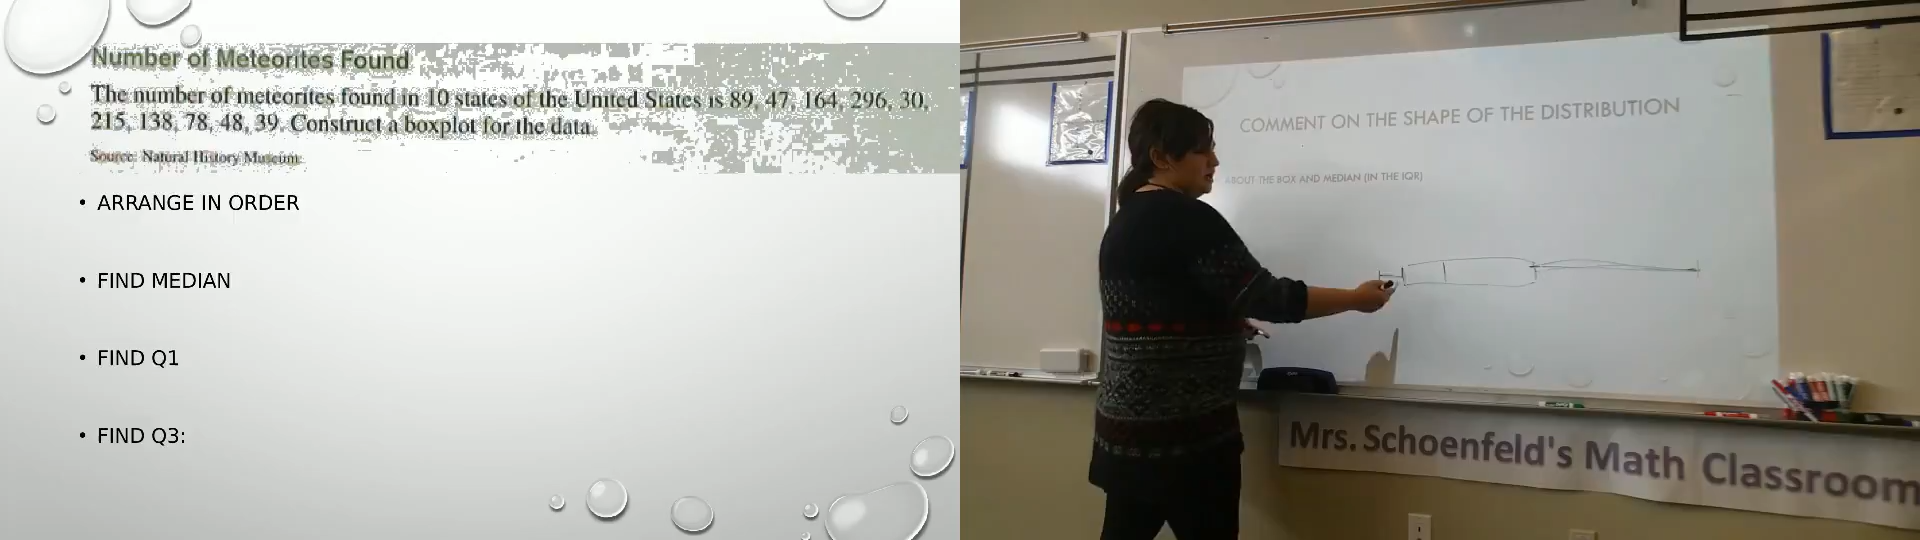 Number of Meteorites Found
The number of meteorites found in 10 states of the United States is 89, 47, 164, 296, 30,
215, 138, 78, 48, 39. Construct a boxplot for the data.
Source: Natural History Museum.
• ARRANGE IN ORDER
• FIND MEDIAN
• FIND Q1
• FIND Q3:
COMMENT ON THE SHAPE OF THE DISTRIBUTION
ABOUT THE BOX AND MEDIAN (IN THE IQR)
Mrs. Schoenfeld's Math Classroom